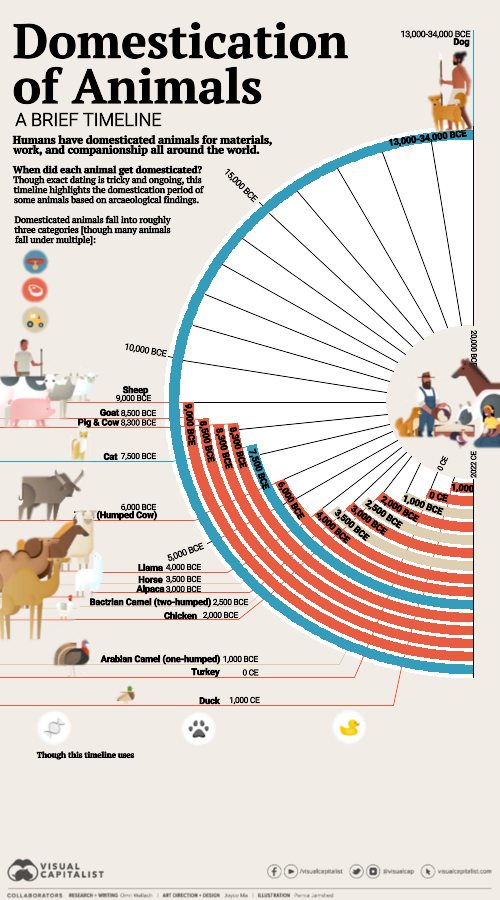 Domestication
of Animals
A BRIEF TIMELINE
Humans have domesticated animals for materials,
work, and companionship all around the world.
When did each animal get domesticated?
Though exact dating is tricky and ongoing, this
timeline highlights the domestication period of
some animals based on arcaeological findings.
Domesticated animals fall into roughly
three categories [though many animals
fall under multiple]:
13,000-34,000 BCE
Dog
13,000-34,000 BCE
15,000 BCE
10,000 BCE
5,000 BCE
20,000 BCE
0 CE
2022 CE
Sheep
9,000 BCE
Goat 8,500 BCE
Pig & Cow 8,300 BCE
Cat 7,500 BCE
6,000 BCE
(Humped Cow)
Llama 4,000 BCE
Horse 3,500 BCE
Alpaca 3,000 BCE
Bactrian Camel (two-humped) 2,500 BCE
Chicken 2,000 BCE
Arabian Camel (one-humped) 1,000 BCE
Turkey 0 CE
Duck 1,000 CE
9,000 BCE
8,500 BCE
8,300 BCE
8,300 BCE
7,500 BCE
6,000 BCE
4,000 BCE
3,500 BCE
3,000 BCE
2,500 BCE
2,000 BCE
1,000 BCE
0 CE
1,000
Though this timeline uses
VISUAL
CAPITALIST
/visualcapitalist @visualcap visualcapitalist.com
COLLABORATORS RESEARCH + WRITING Omri Wallach | ART DIRECTION + DESIGN Joyce Ma | ILLUSTRATION Pernia Jamshed